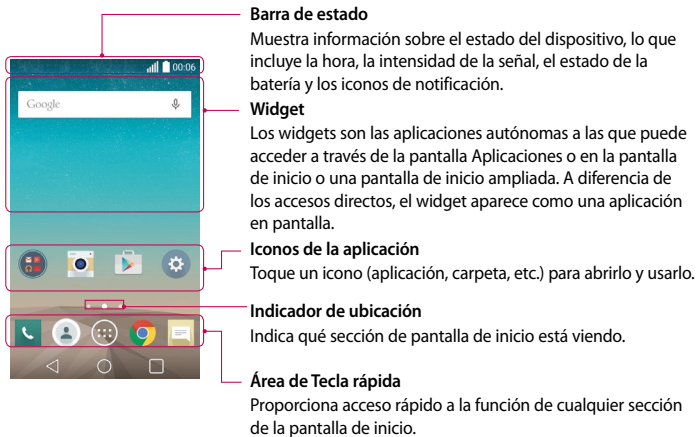 Barra de estado
Muestra información sobre el estado del dispositivo, lo que
incluye la hora, la intensidad de la señal, el estado de la
batería y los iconos de notificación.
00:06
Google
Widget
Los widgets son las aplicaciones autónomas a las que puede
acceder a través de la pantalla Aplicaciones o en la pantalla
de inicio o una pantalla de inicio ampliada. A diferencia de
los accesos directos, el widget aparece como una aplicación
en pantalla.
Iconos de la aplicación
Toque un icono (aplicación, carpeta, etc.) para abrirlo y usarlo.
Indicador de ubicación
Indica qué sección de pantalla de inicio está viendo.
Área de Tecla rápida
Proporciona acceso rápido a la función de cualquier sección
de la pantalla de inicio.